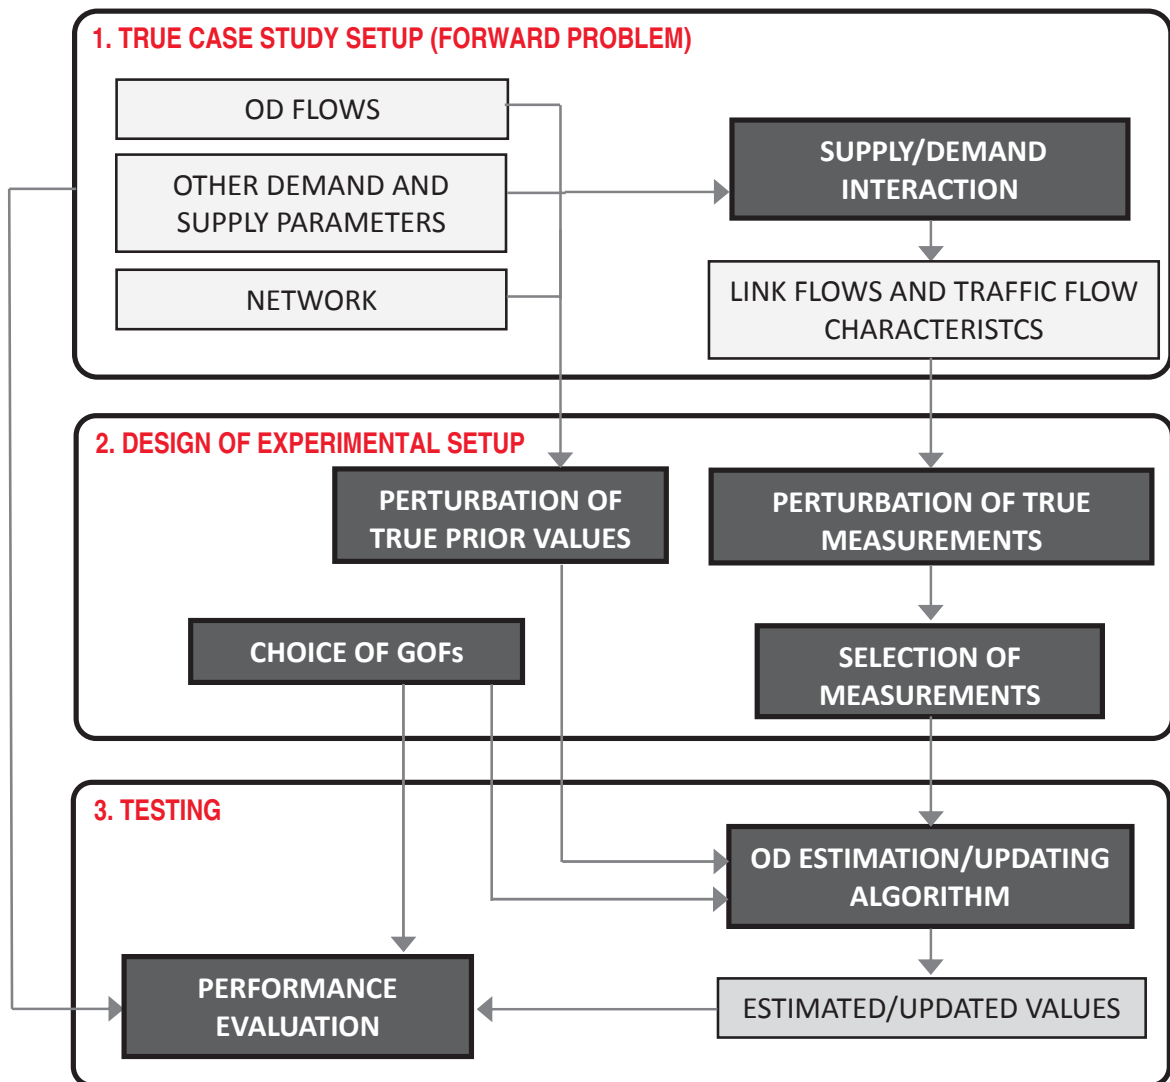 1. TRUE CASE STUDY SETUP (FORWARD PROBLEM)
OD FLOWS
OTHER DEMAND AND
SUPPLY PARAMETERS
NETWORK
SUPPLY/DEMAND
INTERACTION
LINK FLOWS AND TRAFFIC FLOW
CHARACTERISTCS
2. DESIGN OF EXPERIMENTAL SETUP
PERTURBATION OF
TRUE PRIOR VALUES
PERTURBATION OF TRUE
MEASUREMENTS
CHOICE OF GOFs
SELECTION OF
MEASUREMENTS
3. TESTING
OD ESTIMATION/UPDATING
ALGORITHM
PERFORMANCE
EVALUATION
ESTIMATED/UPDATED VALUES